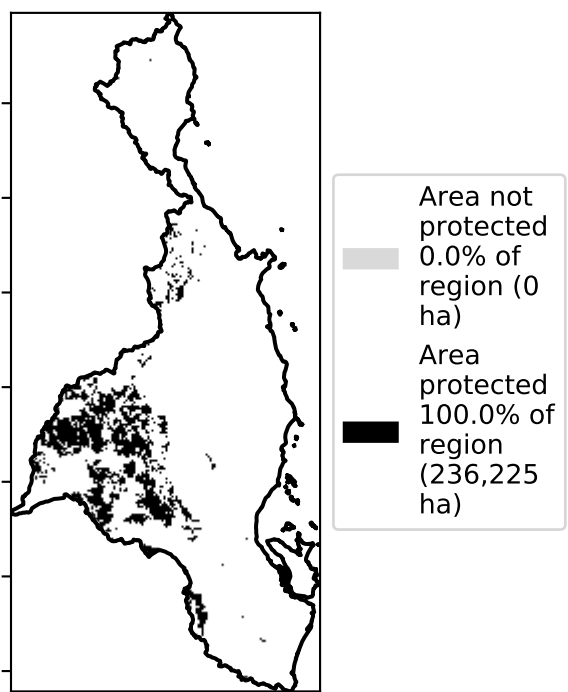 Area not
protected
0.0% of
region (0
ha)
Area
protected
100.0% of
region
(236,225
ha)